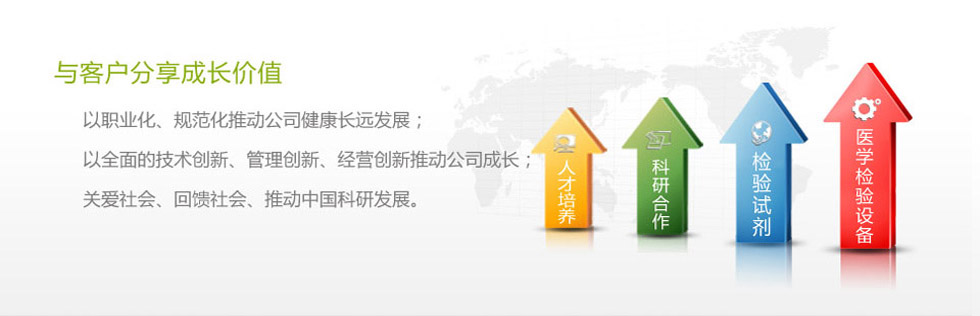 与客户分享成长价值
以职业化、规范化推动公司健康长远发展；
以全面的技术创新、管理创新、经营创新推动公司成长；
关爱社会、回馈社会、推动中国科研发展。
人才培养
科研合作
检验试剂
医学检验设备